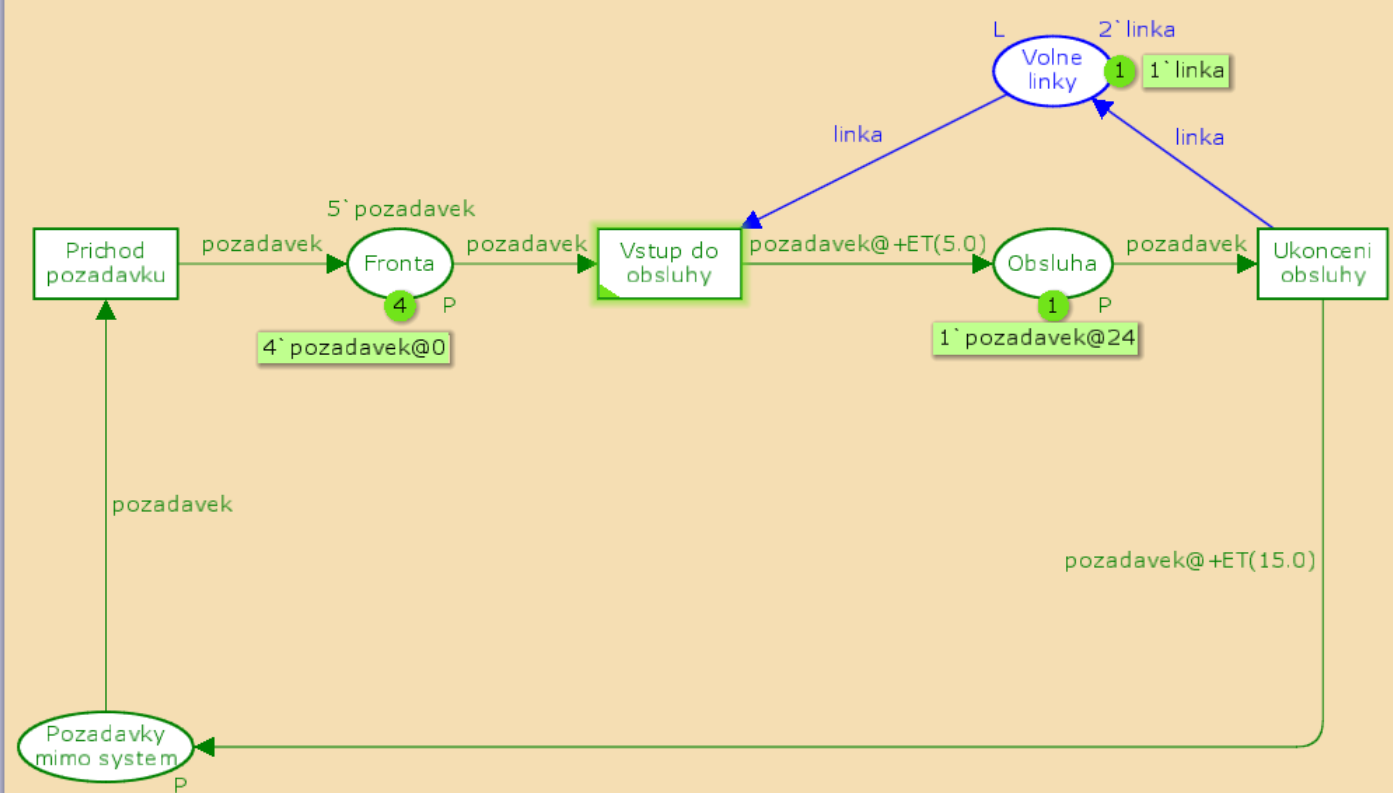 L
2`linka
Volne
linky
1
1`linka
linka
linka
5`pozadavek
Prichod
pozadavku
pozadavek
Fronta
pozadavek
Vstup do
obsluhy
pozadavek@+ET(5.0)
Obsluha
pozadavek
Ukonceni
obsluhy
4
P
4`pozadavek@0
1
P
1`pozadavek@24
pozadavek
pozadavek@+ET(15.0)
Pozadavky
mimo system
P